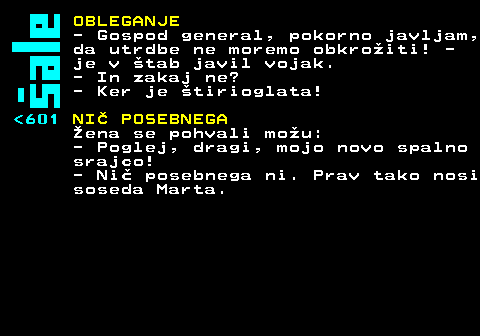 šale
OBLEGANJE
- Gospod general, pokorno javljam,
da utrdbe ne moremo obkrožiti! -
je v štab javil vojak.
- In zakaj ne?
- Ker je štirioglata!
<601 NIČ POSEBNEGA
Žena se pohvali možu:
- Poglej, dragi, mojo novo spalno
srajco!
- Nič posebnega ni. Prav tako nosi
soseda Marta.